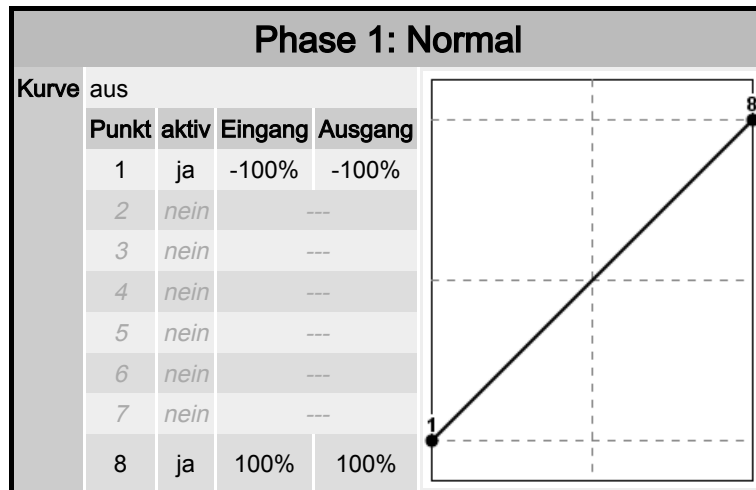 Phase 1: Normal
Kurve aus
Punkt aktiv Eingang Ausgang
1 ja -100% -100%
2 nein ---
3 nein ---
4 nein ---
5 nein ---
6 nein ---
7 nein ---
8 ja 100% 100%
8
1